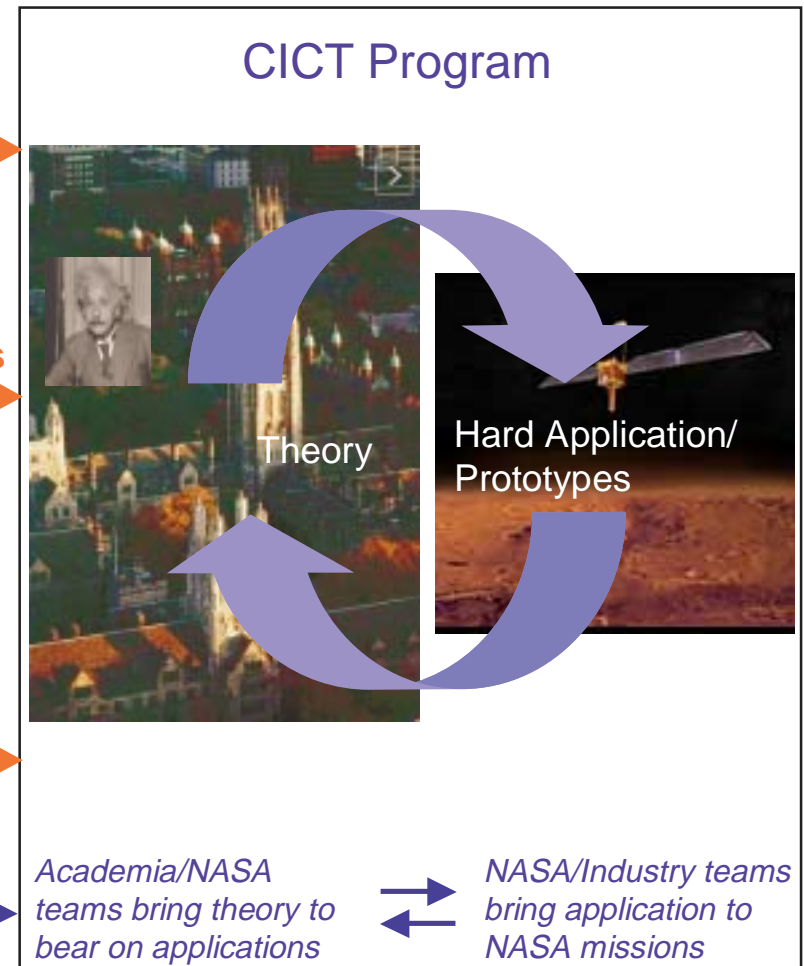 CICT Program
s
Theory
Hard Application/
Prototypes
Academia/NASA
teams bring theory to
bear on applications
NASA/Industry teams
bring application to
NASA missions